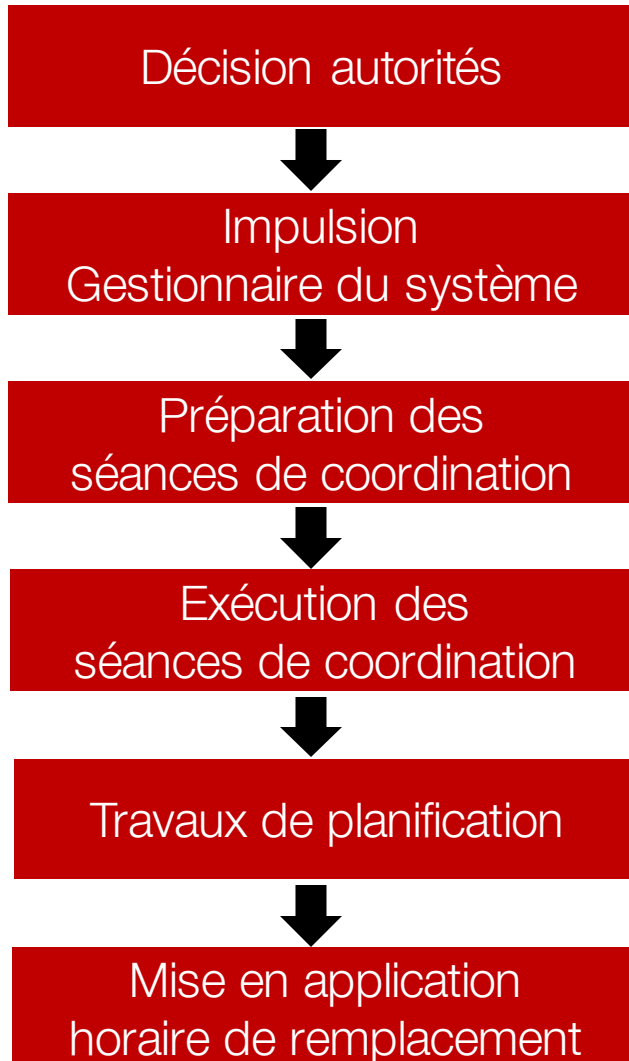 Décision autorités
Impulsion
Gestionnaire du système
Préparation des
séances de coordination
Exécution des
séances de coordination
Travaux de planification
Mise en application
horaire de remplacement